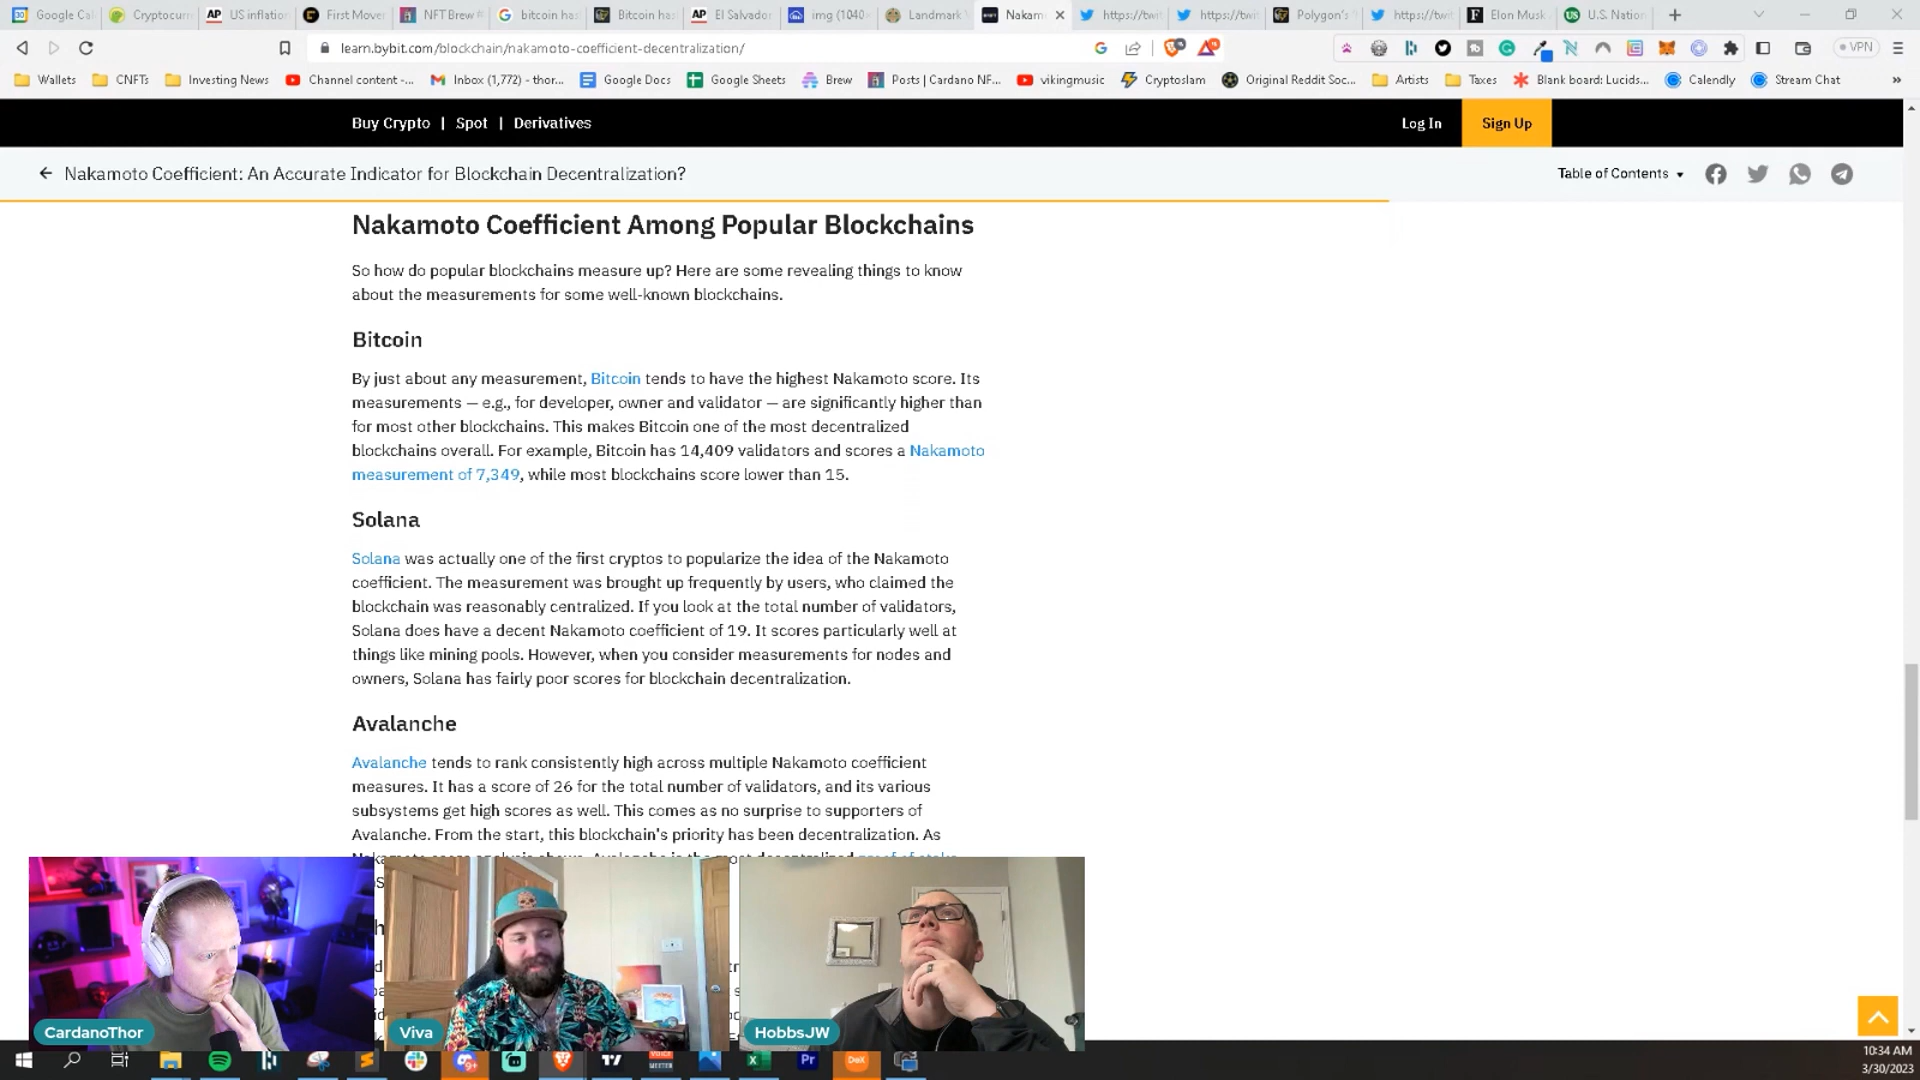 Google Cal
Cryptocurr
US inflation
First Mover
NFT Brew #
bitcoin has
Bitcoin has
El Salvador
img (1040×
Landmark
Nakam
https://twit
https://twi
Polygon's
https://twit
Elon Musk
U.S. Nation
learn.bybit.com/blockchain/nakamoto-coefficient-decentralization/
VPN
Wallets
CNFTs
Investing News
Channel content -...
Inbox (1,772) – thor...
Google Docs
Google Sheets
Brew
Posts | Cardano NF...
vikingmusic
Cryptoslam
Original Reddit Soc...
Artists
Taxes
Blank board: Lucids...
Calendly
Stream Chat
Buy Crypto | Spot | Derivatives
Log In
Sign Up
Nakamoto Coefficient: An Accurate Indicator for Blockchain Decentralization?
Table of Contents
Nakamoto Coefficient Among Popular Blockchains
So how do popular blockchains measure up? Here are some revealing things to know
about the measurements for some well-known blockchains.
Bitcoin
By just about any measurement, Bitcoin tends to have the highest Nakamoto score. Its
measurements — e.g., for developer, owner and validator — are significantly higher than
for most other blockchains. This makes Bitcoin one of the most decentralized
blockchains overall. For example, Bitcoin has 14,409 validators and scores a Nakamoto
measurement of 7,349, while most blockchains score lower than 15.
Solana
Solana was actually one of the first cryptos to popularize the idea of the Nakamoto
coefficient. The measurement was brought up frequently by users, who claimed the
blockchain was reasonably centralized. If you look at the total number of validators,
Solana does have a decent Nakamoto coefficient of 19. It scores particularly well at
things like mining pools. However, when you consider measurements for nodes and
owners, Solana has fairly poor scores for blockchain decentralization.
Avalanche
Avalanche tends to rank consistently high across multiple Nakamoto coefficient
measures. It has a score of 26 for the total number of validators, and its various
subsystems get high scores as well. This comes as no surprise to supporters of
Avalanche. From the start, this blockchain's priority has been decentralization. As
CardanoThor
Viva
HobbsJW
10:34 AM
3/30/2023